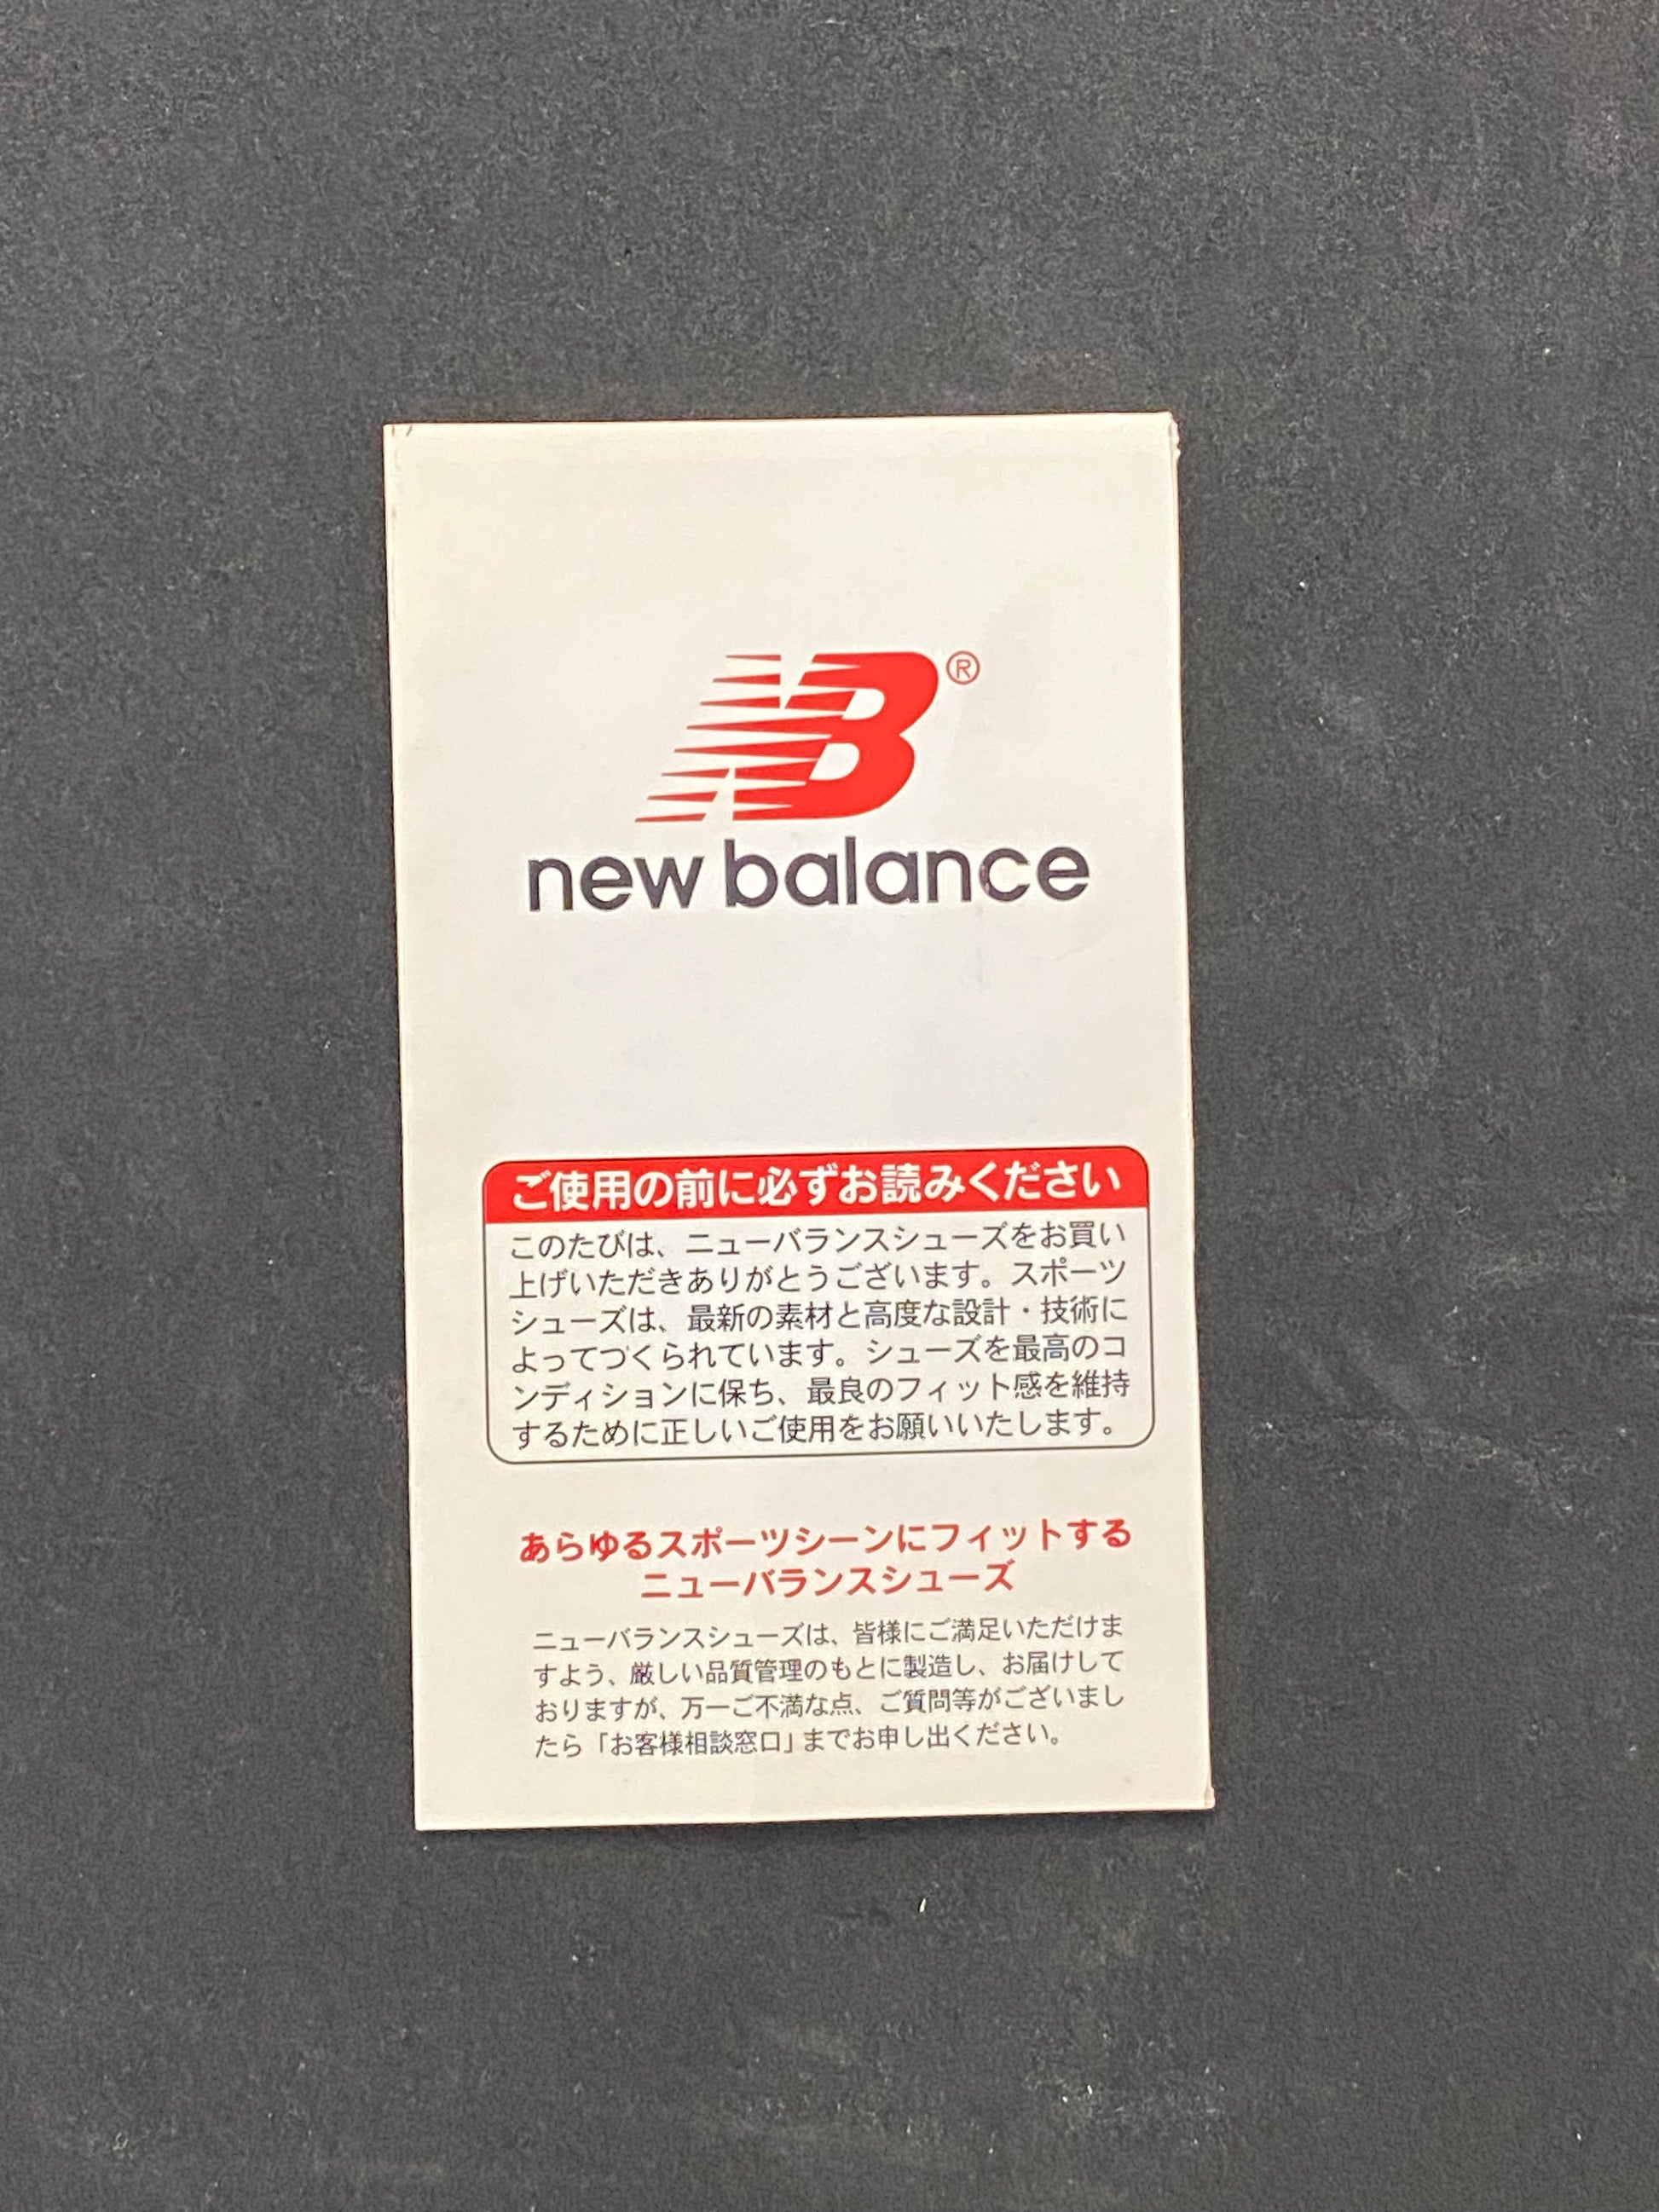 NB®
new balance
ご使用の前に必ずお読みください
このたびは、ニューバランスシューズをお買い
上げいただきありがとうございます。スポーツ
シューズは、最新の素材と高度な設計・技術に
よってつくられています。シューズを最高のコ
ンディションに保ち、最良のフィット感を維持
するために正しいご使用をお願いいたします。
あらゆるスポーツシーンにフィットする
ニューバランスシューズ
ニューバランスシューズは、皆様にご満足いただけま
すよう、厳しい品質管理のもとに製造し、お届けして
おりますが、万一ご不満な点、ご質問等がございまし
たら「お客様相談窓口」までお申し出ください。